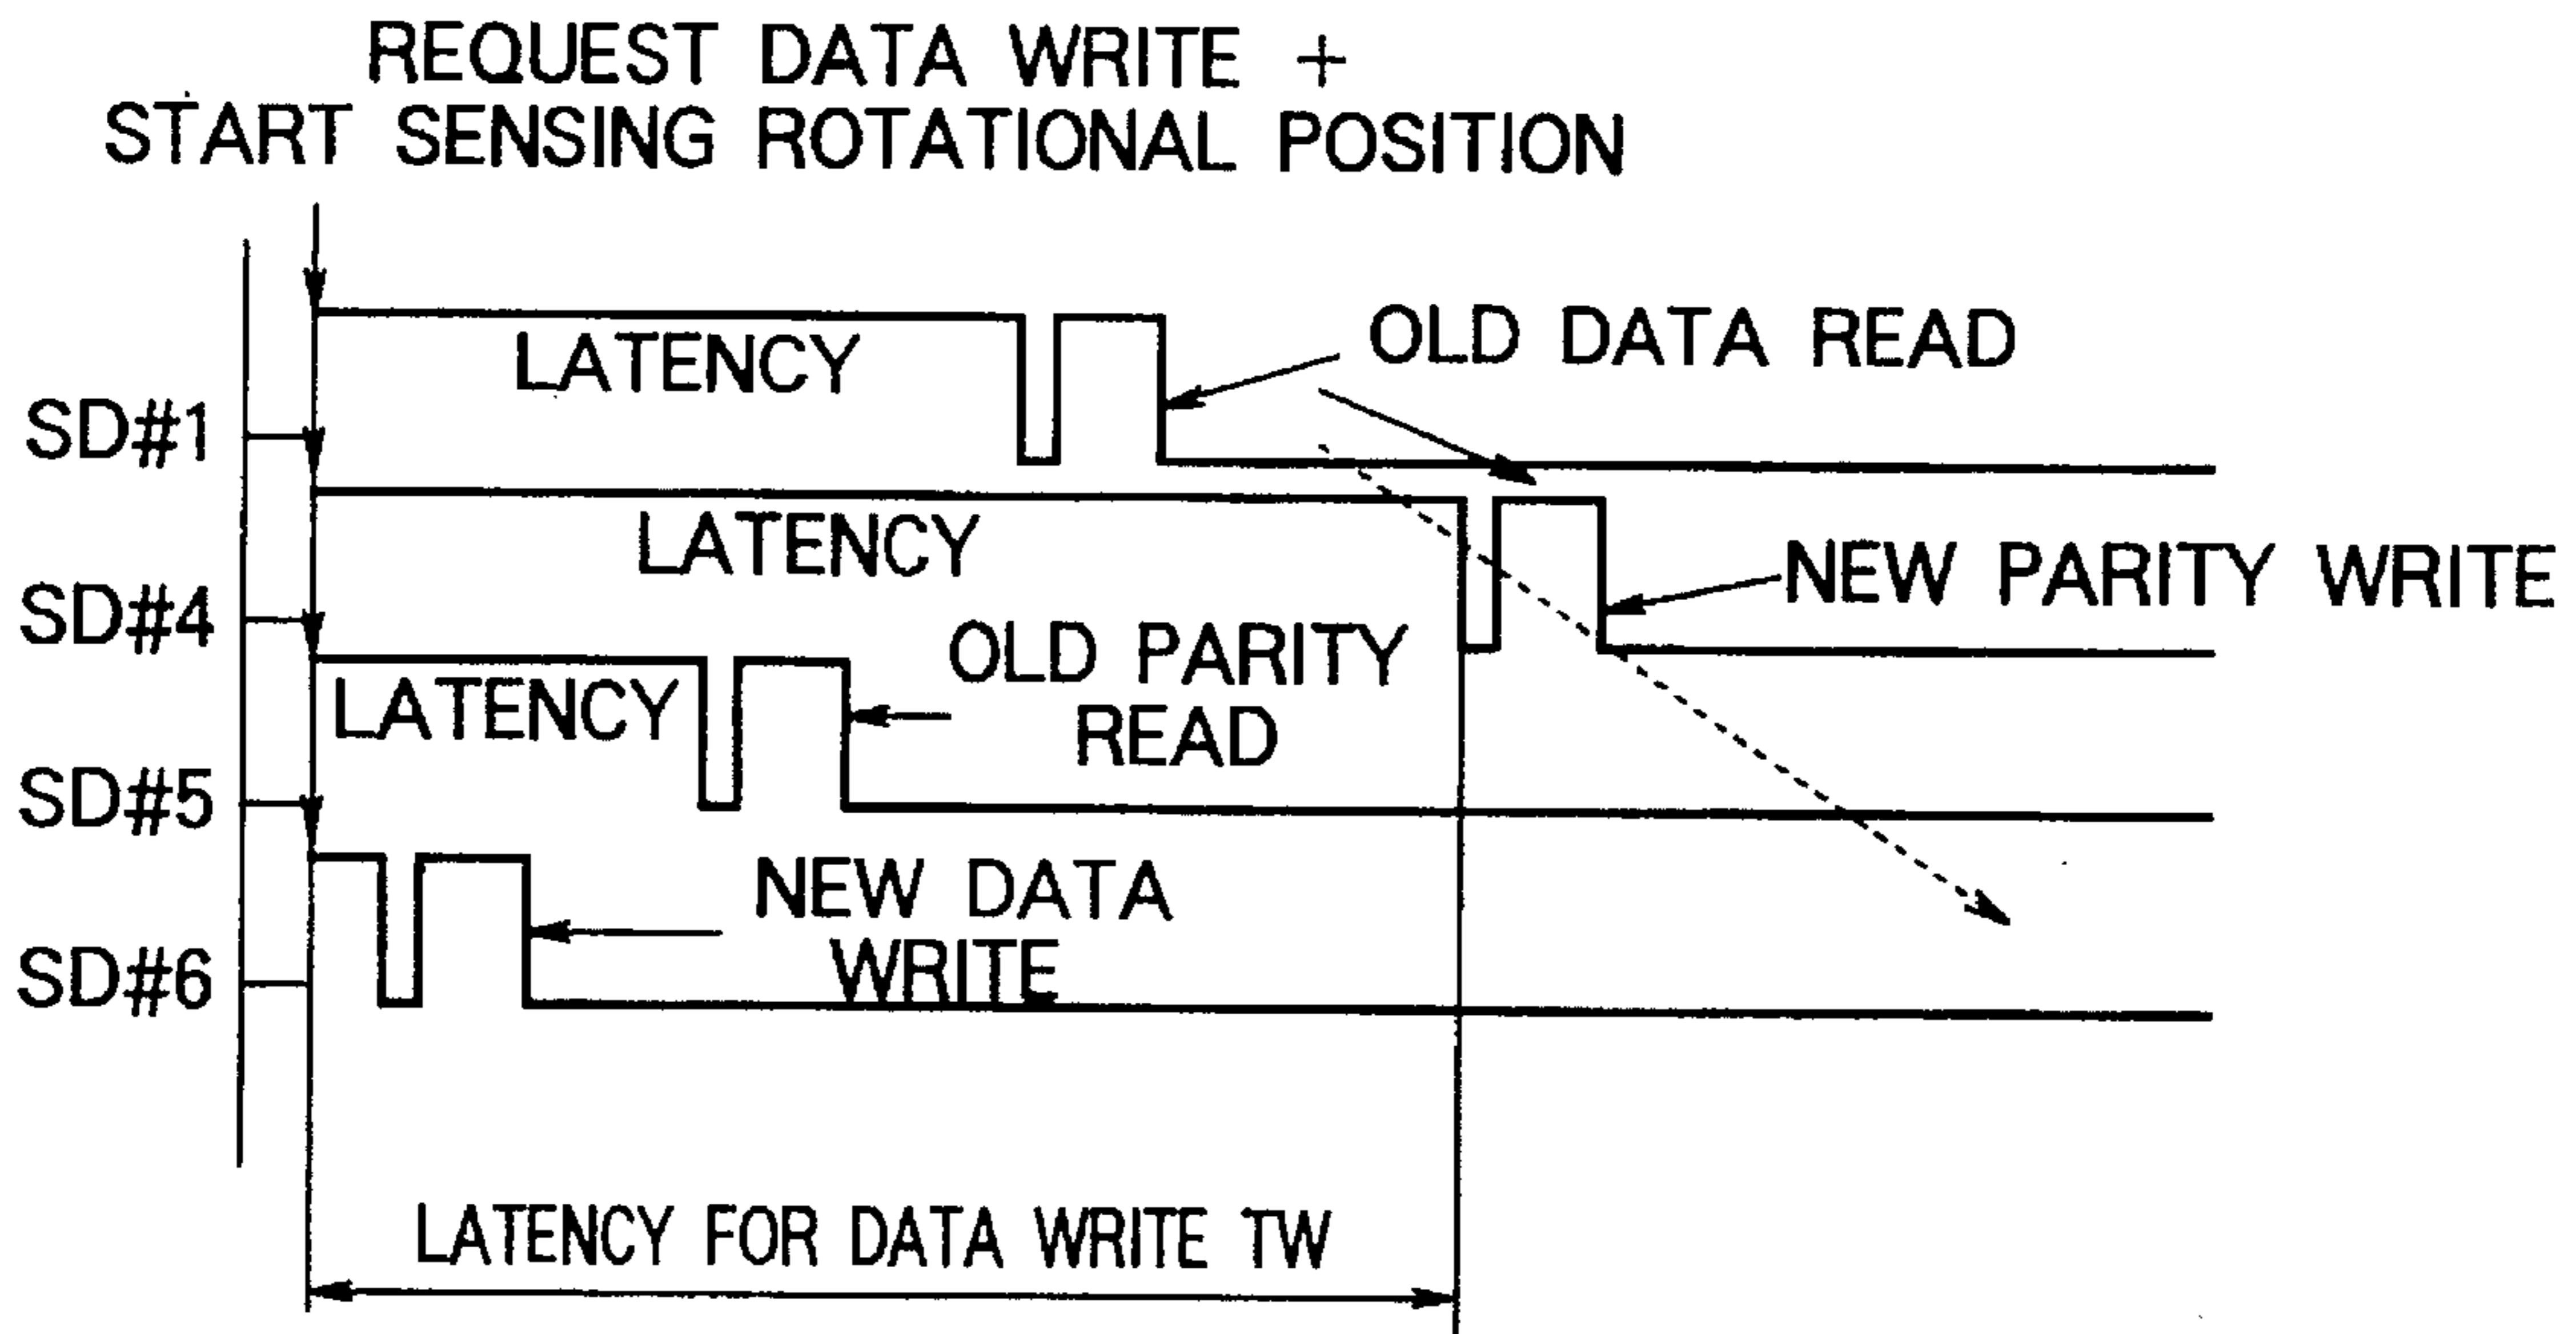 REQUEST DATA WRITE +
START SENSING ROTATIONAL POSITION
LATENCY
OLD DATA READ
SD#1
LATENCY
NEW PARITY WRITE
SD#4
OLD PARITY
READ
LATENCY
SD#5
NEW DATA
WRITE
SD#6
LATENCY FOR DATA WRITE TW